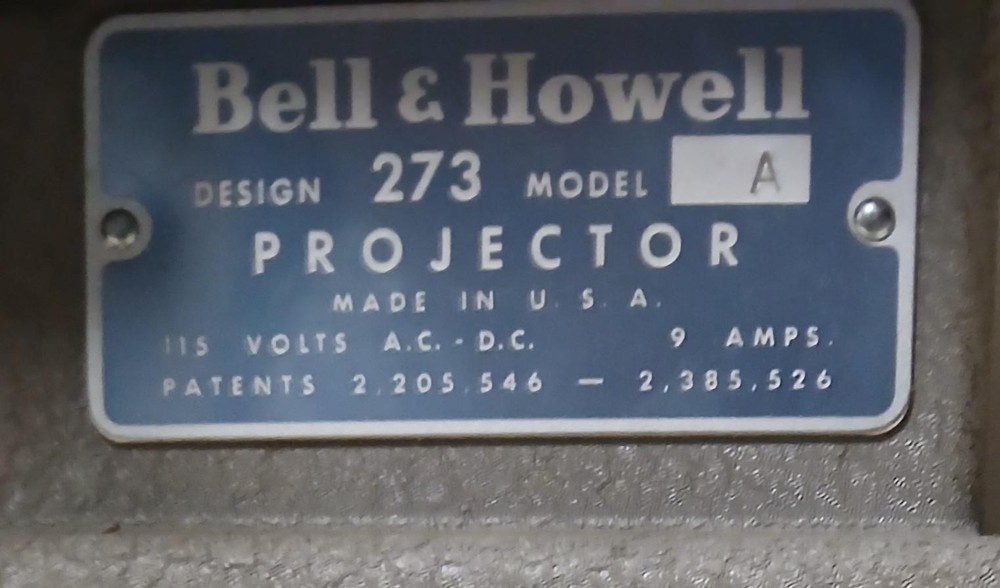 Bell & Howell
DESIGN 273 MODEL A
PROJECTOR
MADE IN U. S. A.
115 VOLTS A.C. - D.C. 9 AMPS.
PATENTS 2,205,546 — 2,385,526